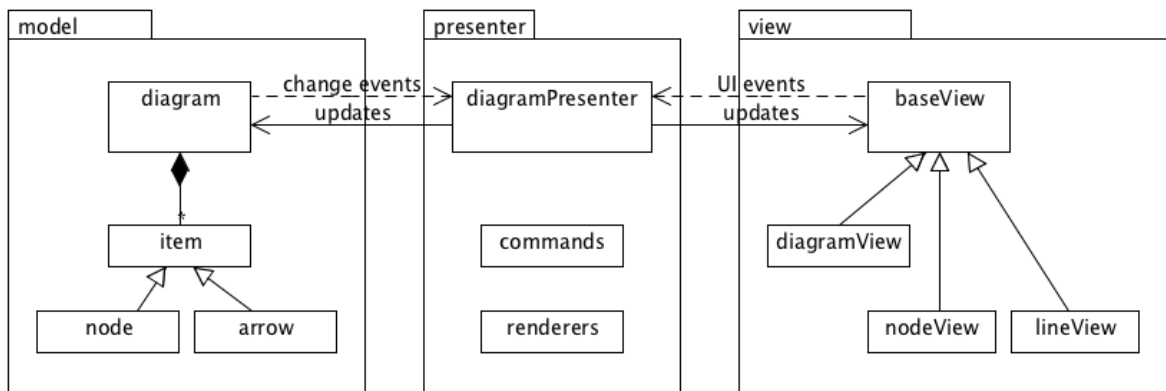 model
presenter
view
diagram
change events
updates
diagramPresenter
UI events
updates
baseView
*
item
commands
diagramView
node
arrow
renderers
nodeView
lineView